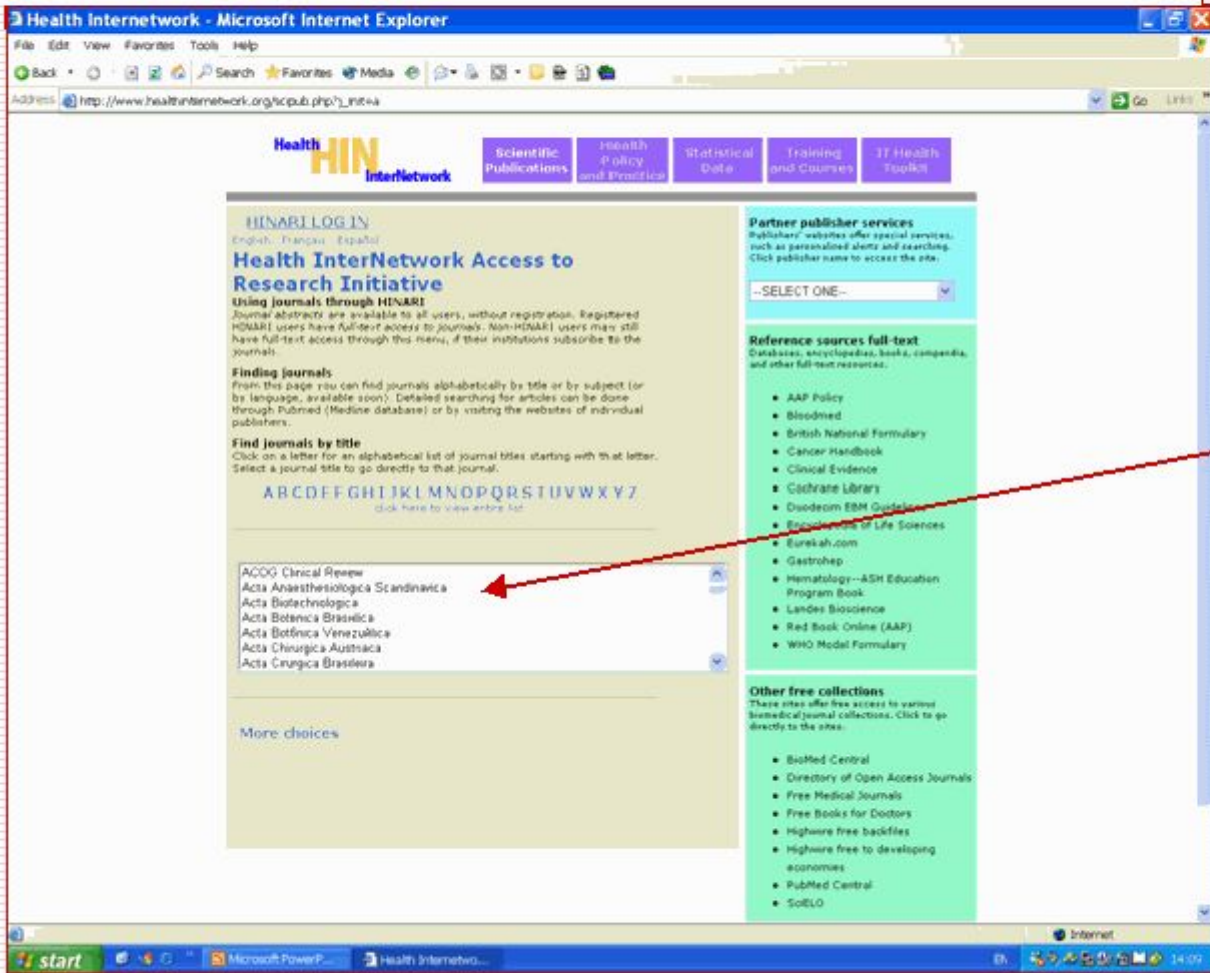 Health Internetwork - Microsoft Internet Explorer
File Edit View Favorites Tools Help
Back Search Favorites Media
Address http://www.healthinternetwork.org/scipub.php?j_init=a Go Links
Health HIN InterNetwork
Scientific Publications
Health Policy and Practice
Statistical Data
Training and Courses
IT Health Toolkit
HINARI LOG IN
English Français Español
Health InterNetwork Access to
Research Initiative
Using journals through HINARI
Journal abstracts are available to all users, without registration. Registered
HINARI users have full-text access to journals. Non-HINARI users may still
have full-text access through this menu, if their institutions subscribe to the
journals.
Finding journals
From this page you can find journals alphabetically by title or by subject (or
by language, available soon). Detailed searching for articles can be done
through Pubmed (Medline database) or by visiting the websites of individual
publishers.
Find journals by title
Click on a letter for an alphabetical list of journal titles starting with that letter.
Select a journal title to go directly to that journal.
A B C D E F G H I J K L M N O P Q R S T U V W X Y Z
click here to view entire list
ACOG Clinical Review
Acta Anaesthesiologica Scandinavica
Acta Biotechnologica
Acta Botanica Brasilica
Acta Chirurgica Austriaca
Acta Cirurgica Brasileira
More choices
Partner publisher services
Publishers' websites offer special services,
such as personalized alerts and searching.
Click publisher name to access the site.
--SELECT ONE--
Reference sources full-text
Databases, encyclopedias, books, compendia,
and other full-text resources.
AAP Policy
Bloodmed
British National Formulary
Cancer Handbook
Clinical Evidence
Cochrane Library
Duodecim EBM Guidelines
Encyclopedia of Life Sciences
Eurekah.com
Gastrohep
Hematology--ASH Education
Program Book
Landes Bioscience
Red Book Online (AAP)
WHO Model Formulary
Other free collections
These sites offer free access to various
biomedical journal collections. Click to go
directly to the sites.
BioMed Central
Directory of Open Access Journals
Free Medical Journals
Free Books for Doctors
Highwire free backfiles
Highwire free to developing
economies
PubMed Central
SciELO
Internet
start Microsoft PowerP... Health Internetwo... EN 14:09